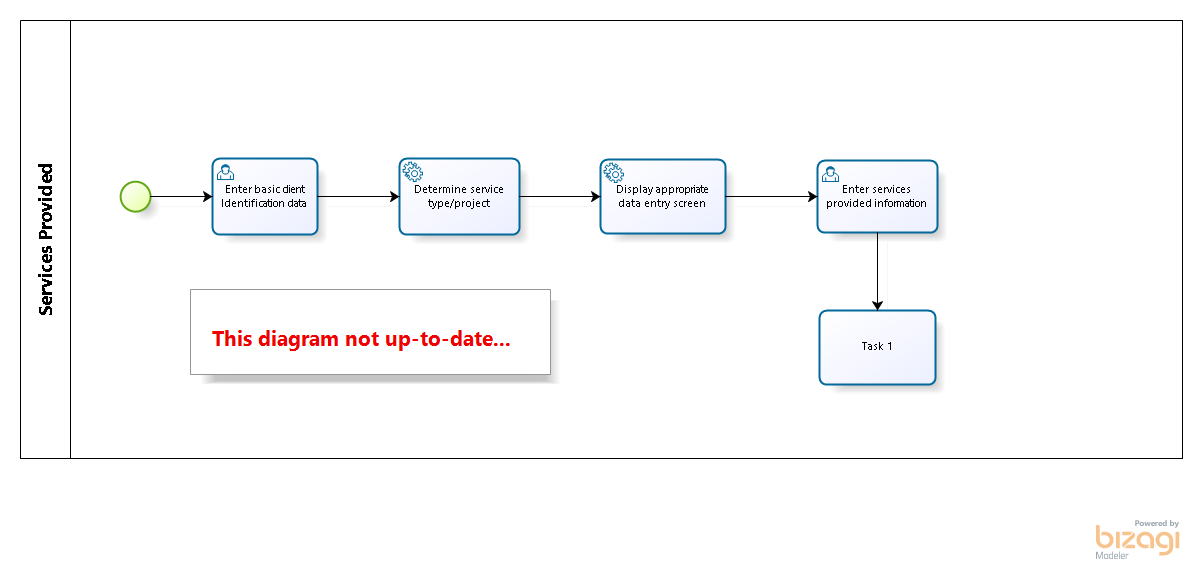 Services Provided
Enter basic client
Identification data
Determine service
type/project
Display appropriate
data entry screen
Enter services
provided information
This diagram not up-to-date...
Task 1
Powered by
bizagi
Modeler